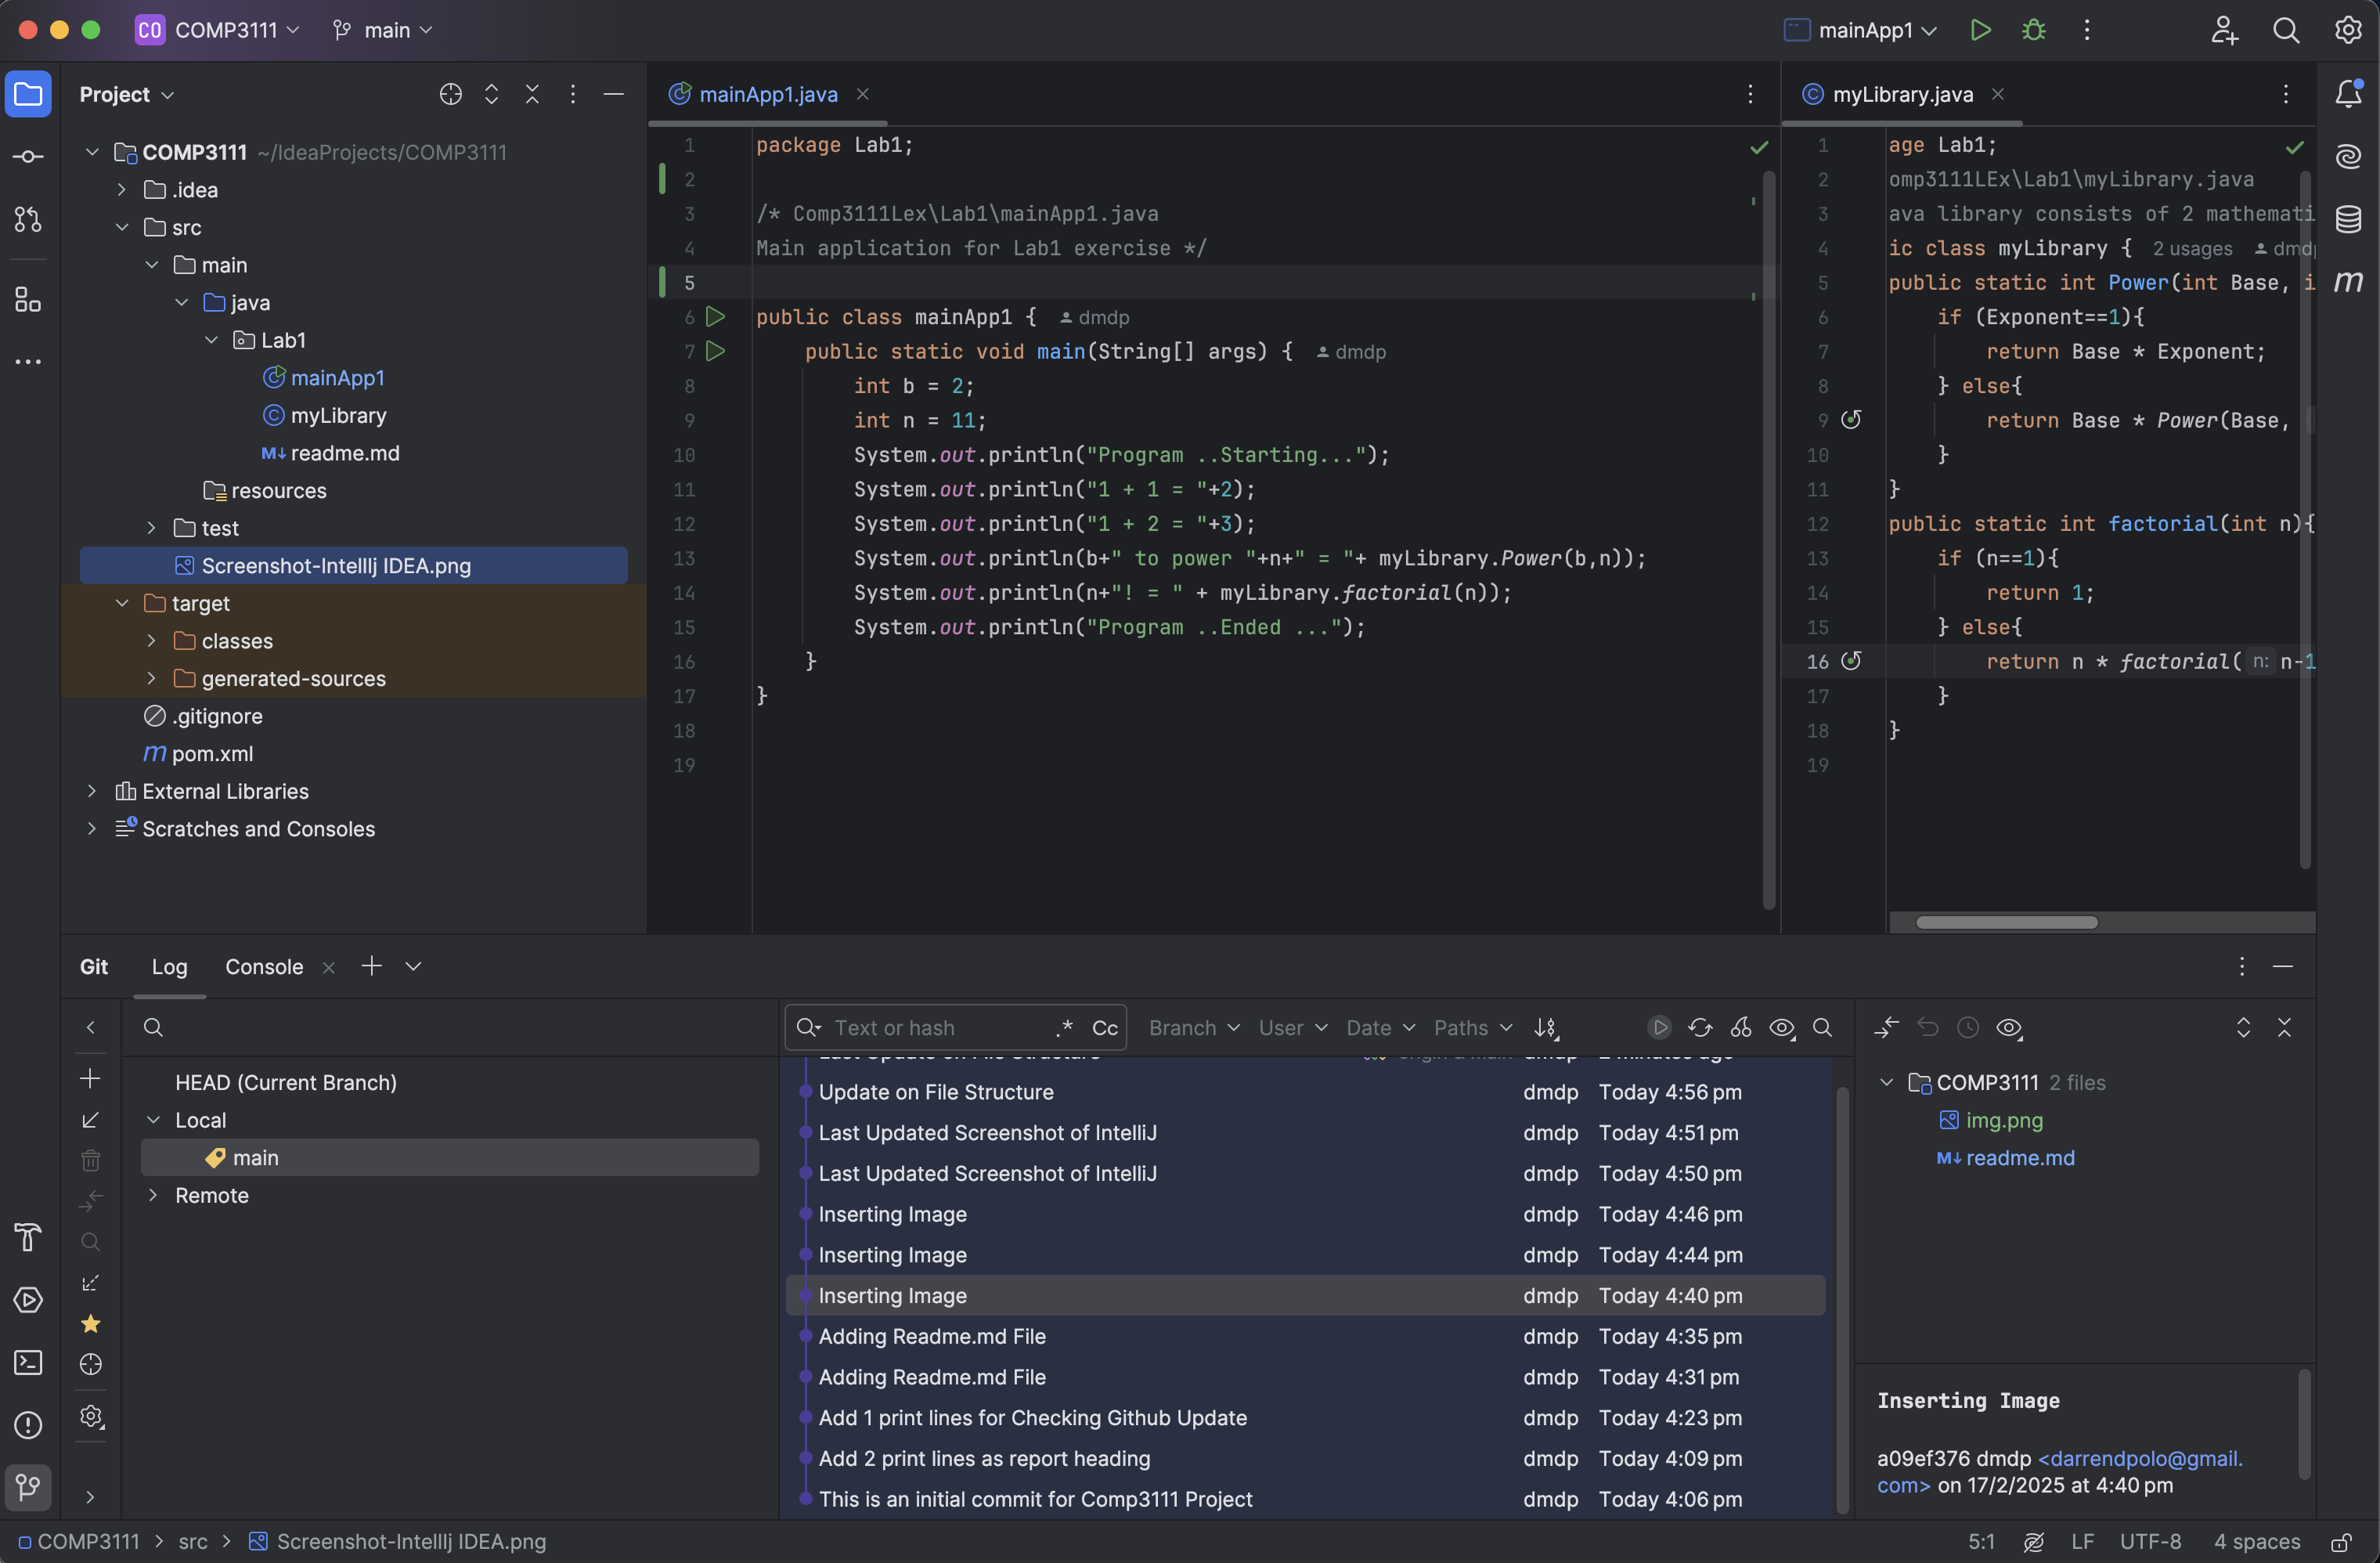 CO COMP3111 main mainApp1
Project
COMP3111 ~/IdeaProjects/COMP3111
.idea
src
main
java
Lab1
mainApp1
myLibrary
M↓ readme.md
resources
test
Screenshot-Intelllj IDEA.png
target
classes
generated-sources
.gitignore
m pom.xml
External Libraries
Scratches and Consoles
mainApp1.java
1 package Lab1;
2
3 /* Comp3111Lex\Lab1\mainApp1.java
4 Main application for Lab1 exercise */
5
6 public class mainApp1 { dmdp
7 public static void main(String[] args) { dmdp
8 int b = 2;
9 int n = 11;
10 System.out.println("Program ..Starting...");
11 System.out.println("1 + 1 = "+2);
12 System.out.println("1 + 2 = "+3);
13 System.out.println(b+" to power "+n+" = "+ myLibrary.Power(b,n));
14 System.out.println(n+"! = " + myLibrary.factorial(n));
15 System.out.println("Program ..Ended ...");
16 }
17 }
18
19
myLibrary.java
1 age Lab1;
2 omp3111LEx\Lab1\myLibrary.java
3 ava library consists of 2 mathemati
4 ic class myLibrary { 2 usages dmdp
5 public static int Power(int Base, i
6 if (Exponent==1){
7 return Base * Exponent;
8 } else{
9 return Base * Power(Base,
10 }
11 }
12 public static int factorial(int n){
13 if (n==1){
14 return 1;
15 } else{
16 return n * factorial( n: n-1
17 }
18 }
19
m
Git Log Console
HEAD (Current Branch)
Local
main
Remote
Text or hash .* Cc Branch User Date Paths
Last Update on File Structure origin & main dmdp 2 minutes ago
Update on File Structure dmdp Today 4:56 pm
Last Updated Screenshot of IntelliJ dmdp Today 4:51 pm
Last Updated Screenshot of IntelliJ dmdp Today 4:50 pm
Inserting Image dmdp Today 4:46 pm
Inserting Image dmdp Today 4:44 pm
Inserting Image dmdp Today 4:40 pm
Adding Readme.md File dmdp Today 4:35 pm
Adding Readme.md File dmdp Today 4:31 pm
Add 1 print lines for Checking Github Update dmdp Today 4:23 pm
Add 2 print lines as report heading dmdp Today 4:09 pm
This is an initial commit for Comp3111 Project dmdp Today 4:06 pm
COMP3111 2 files
img.png
M↓ readme.md
Inserting Image
a09ef376 dmdp <darrendpolo@gmail.
com> on 17/2/2025 at 4:40 pm
COMP3111 > src > Screenshot-Intelllj IDEA.png 5:1 LF UTF-8 4 spaces